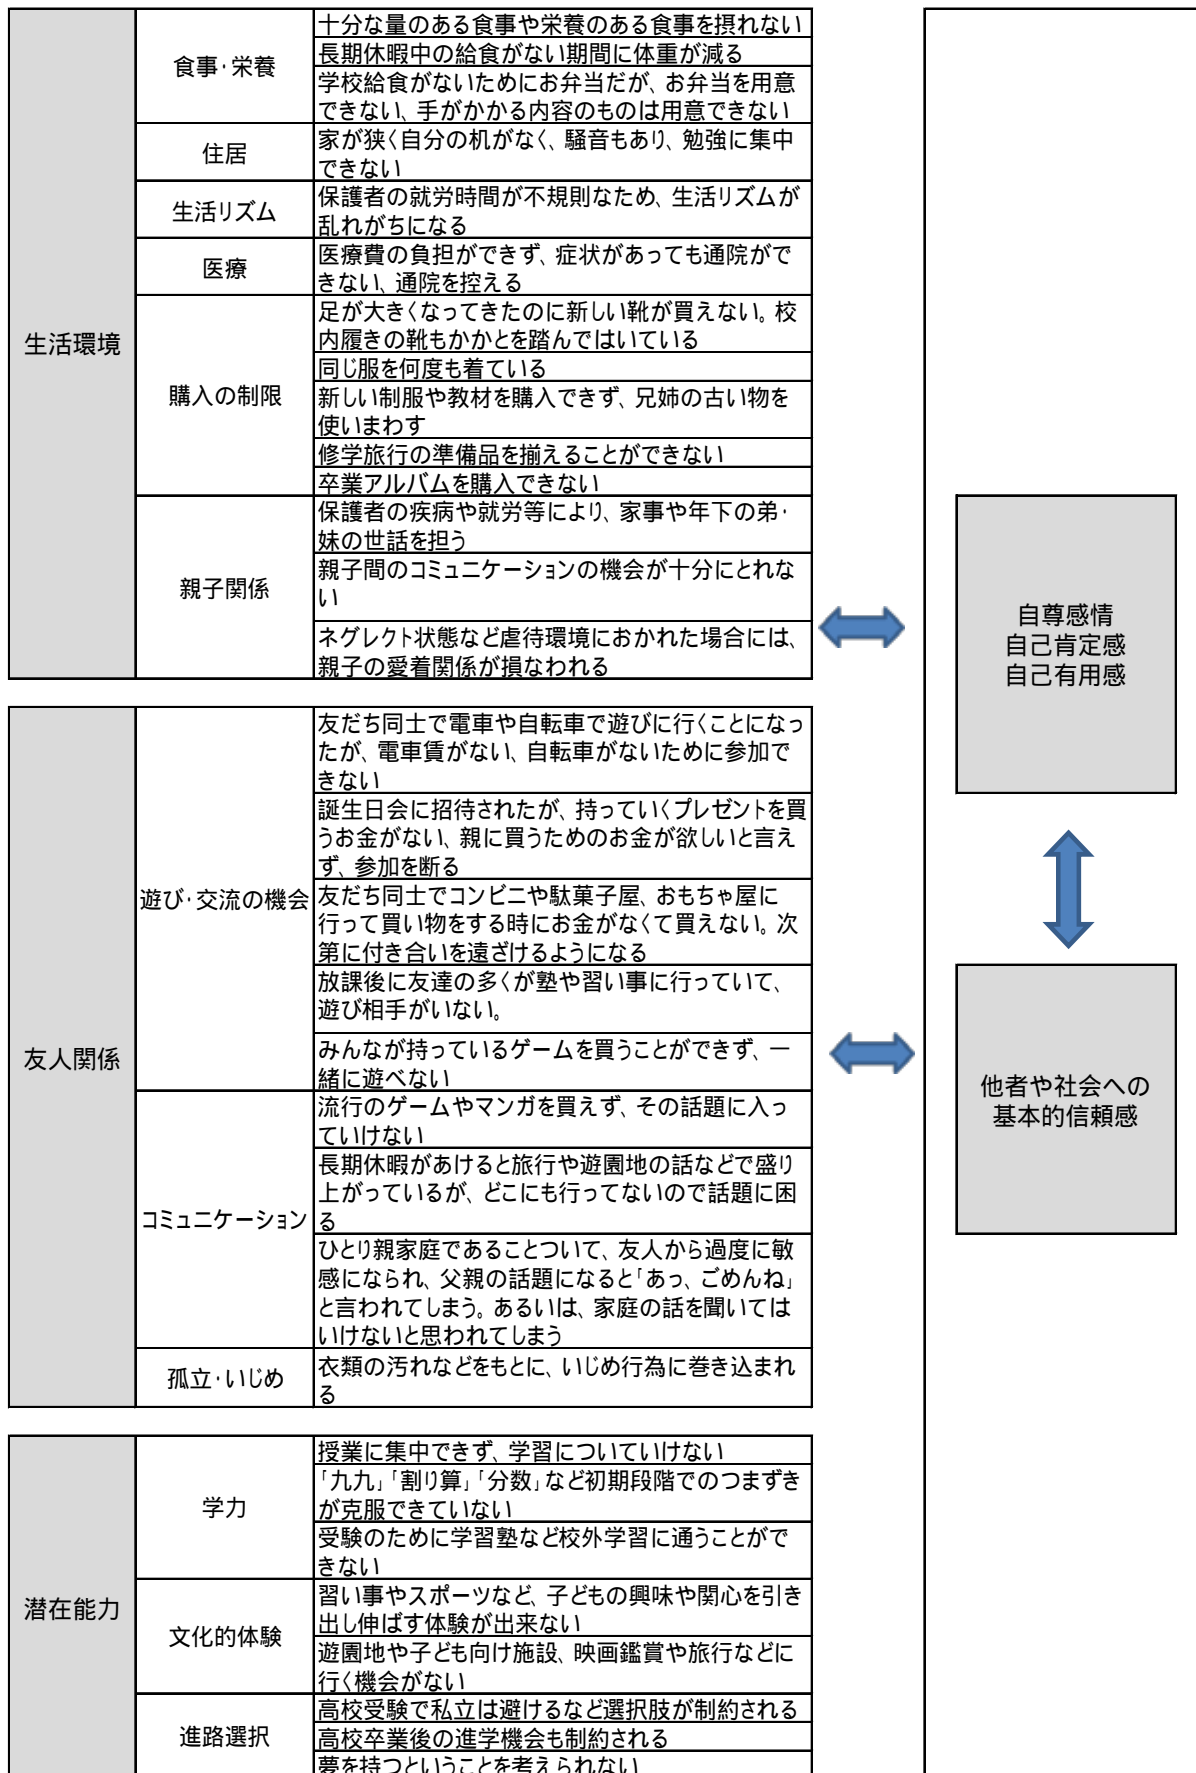 生活環境
食事・栄養
十分な量のある食事や栄養のある食事を摂れない
長期休暇中の給食がない期間に体重が減る
学校給食がないためにお弁当だが、お弁当を用意
できない、手がかかる内容のものは用意できない
住居
家が狭く自分の机がなく、騒音もあり、勉強に集中
できない
生活リズム
保護者の就労時間が不規則なため、生活リズムが
乱れがちになる
医療
医療費の負担ができず、症状があっても通院がで
きない、通院を控える
購入の制限
足が大きくなってきたのに新しい靴が買えない。校
内履きの靴もかかとを踏んではいている
同じ服を何度も着ている
新しい制服や教材を購入できず、兄姉の古い物を
使いまわす
修学旅行の準備品を揃えることができない
卒業アルバムを購入できない
親子関係
保護者の疾病や就労等により、家事や年下の弟・
妹の世話を担う
親子間のコミュニケーションの機会が十分にとれな
い
ネグレクト状態など虐待環境におかれた場合には、
親子の愛着関係が損なわれる
友人関係
遊び・交流の機会
友だち同士で電車や自転車で遊びに行くことになっ
たが、電車賃がない、自転車がないために参加で
きない
誕生日会に招待されたが、持っていくプレゼントを買
うお金がない、親に買うためのお金が欲しいと言え
ず、参加を断る
友だち同士でコンビニや駄菓子屋、おもちゃ屋に
行って買い物をする時にお金がなくて買えない。次
第に付き合いを遠ざけるようになる
放課後に友達の多くが塾や習い事に行っていて、
遊び相手がいない。
みんなが持っているゲームを買うことができず、一
緒に遊べない
コミュニケーション
流行のゲームやマンガを買えず、その話題に入っ
ていけない
長期休暇があけると旅行や遊園地の話などで盛り
上がっているが、どこにも行ってないので話題に困
る
ひとり親家庭であることついて、友人から過度に敏
感になられ、父親の話題になると「あっ、ごめんね」
と言われてしまう。あるいは、家庭の話を聞いては
いけないと思われてしまう
孤立・いじめ
衣類の汚れなどをもとに、いじめ行為に巻き込まれ
る
潜在能力
学力
授業に集中できず、学習についていけない
「九九」「割り算」「分数」など初期段階でのつまずき
が克服できていない
受験のために学習塾など校外学習に通うことがで
きない
文化的体験
習い事やスポーツなど、子どもの興味や関心を引き
出し伸ばす体験が出来ない
遊園地や子ども向け施設、映画鑑賞や旅行などに
行く機会がない
進路選択
高校受験で私立は避けるなど選択肢が制約される
高校卒業後の進学機会も制約される
夢を持つということを考えられない
自尊感情
自己肯定感
自己有用感
他者や社会への
基本的信頼感